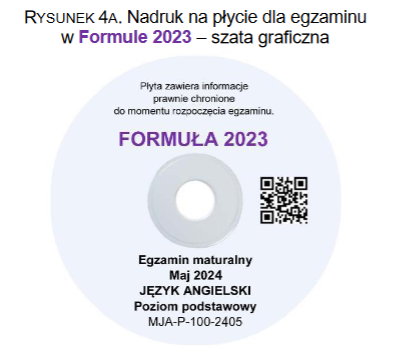 RYSUNEK 4A. Nadruk na płycie dla egzaminu
w Formule 2023 – szata graficzna
Płyta zawiera informacje
prawnie chronione
do momentu rozpoczęcia egzaminu.
FORMUŁA 2023
Egzamin maturalny
Maj 2024
JĘZYK ANGIELSKI
Poziom podstawowy
MJA-P-100-2405